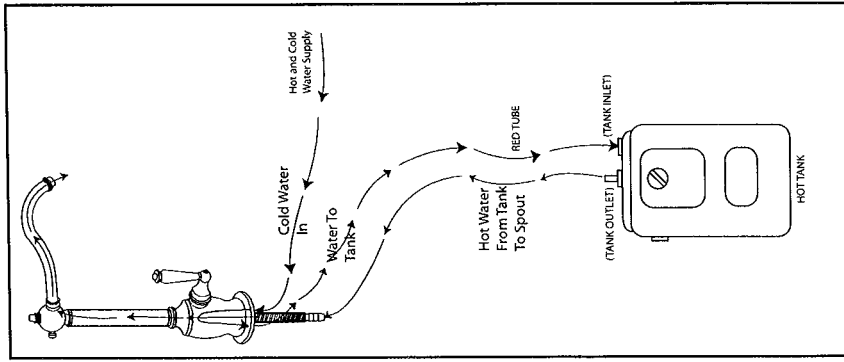 Hot and Cold
Water Supply
Cold Water
In
Water To
Tank
RED TUBE
(TANK INLET)
Hot Water
From Tank
To Spout
(TANK OUTLET)
HOT TANK